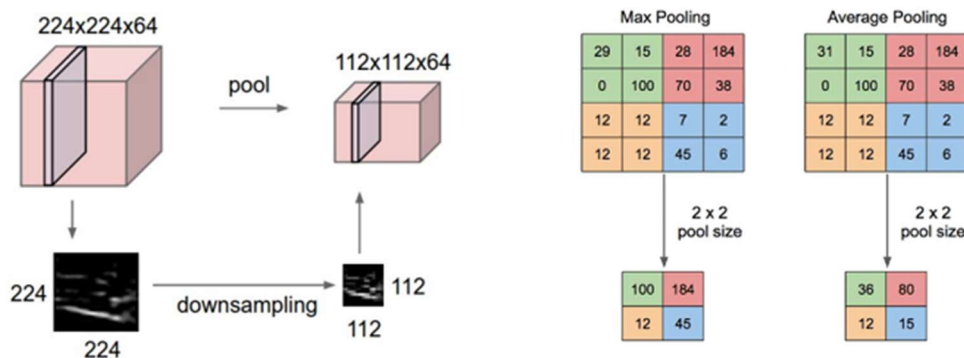 224x224x64
pool
112x112x64
224
224
downsampling
112
112
Max Pooling
29 15 28 184
0 100 70 38
12 12 7 2
12 12 45 6
2 x 2
pool size
100 184
12 45
Average Pooling
31 15 28 184
0 100 70 38
12 12 7 2
12 12 45 6
2 x 2
pool size
36 80
12 15